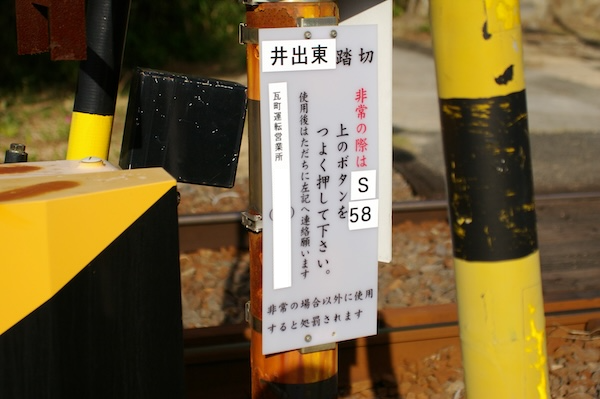 井出東踏切
非常の際は
上のボタンを
つよく押して下さい。
使用後はただちに左記へ連絡願います
瓦町運転営業所
S
58
非常の場合以外に使用
すると処罰されます